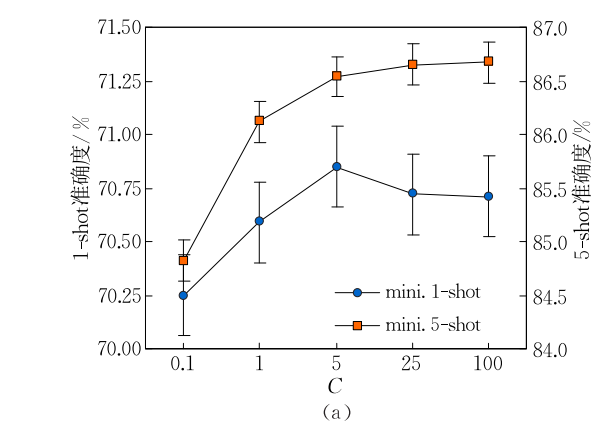 71.50
71.25
71.00
70.75
70.50
70.25
70.00
1-shot准确度/%
87.0
86.5
86.0
85.5
85.0
84.5
84.0
5-shot准确度/%
mini. 1-shot
mini. 5-shot
0.1 1 5 25 100
C
(a)